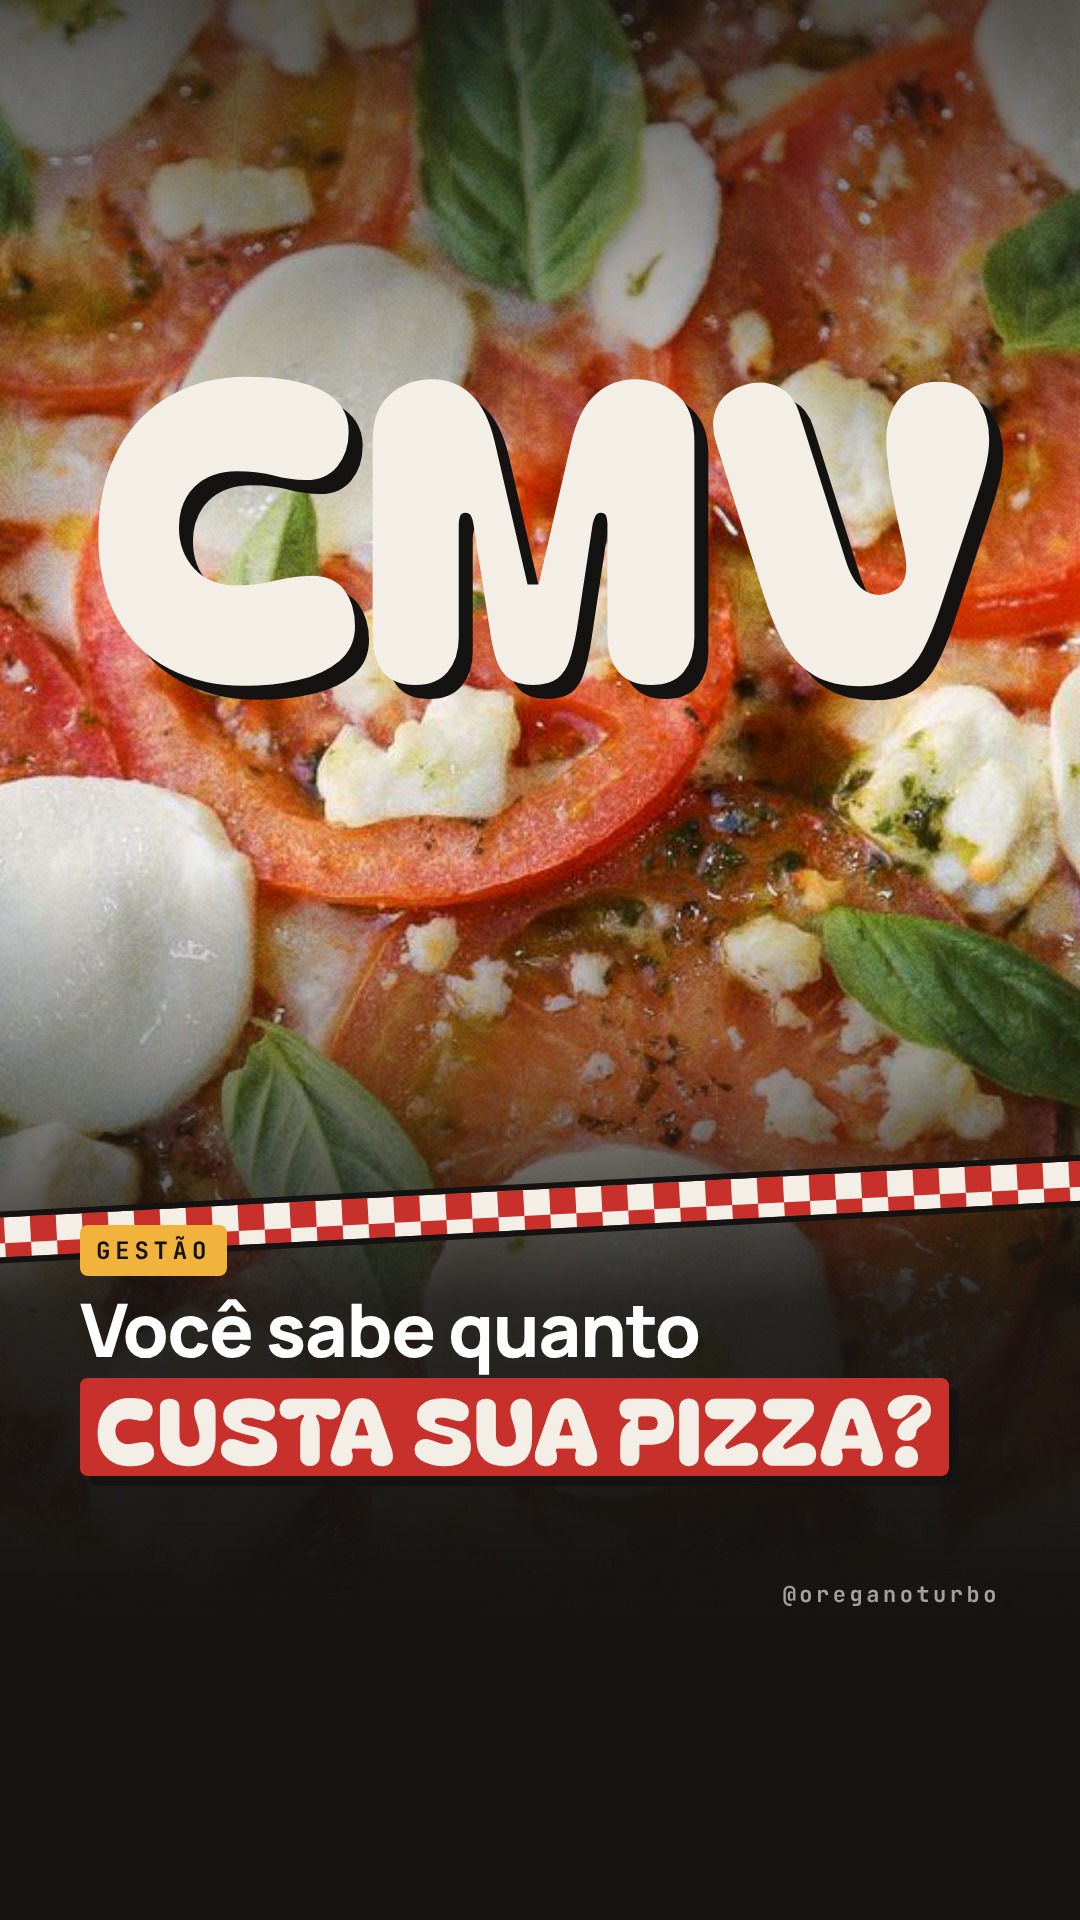 CMV
GESTÃO
Você sabe quanto
CUSTA SUA PIZZA?
@oreganoturbo